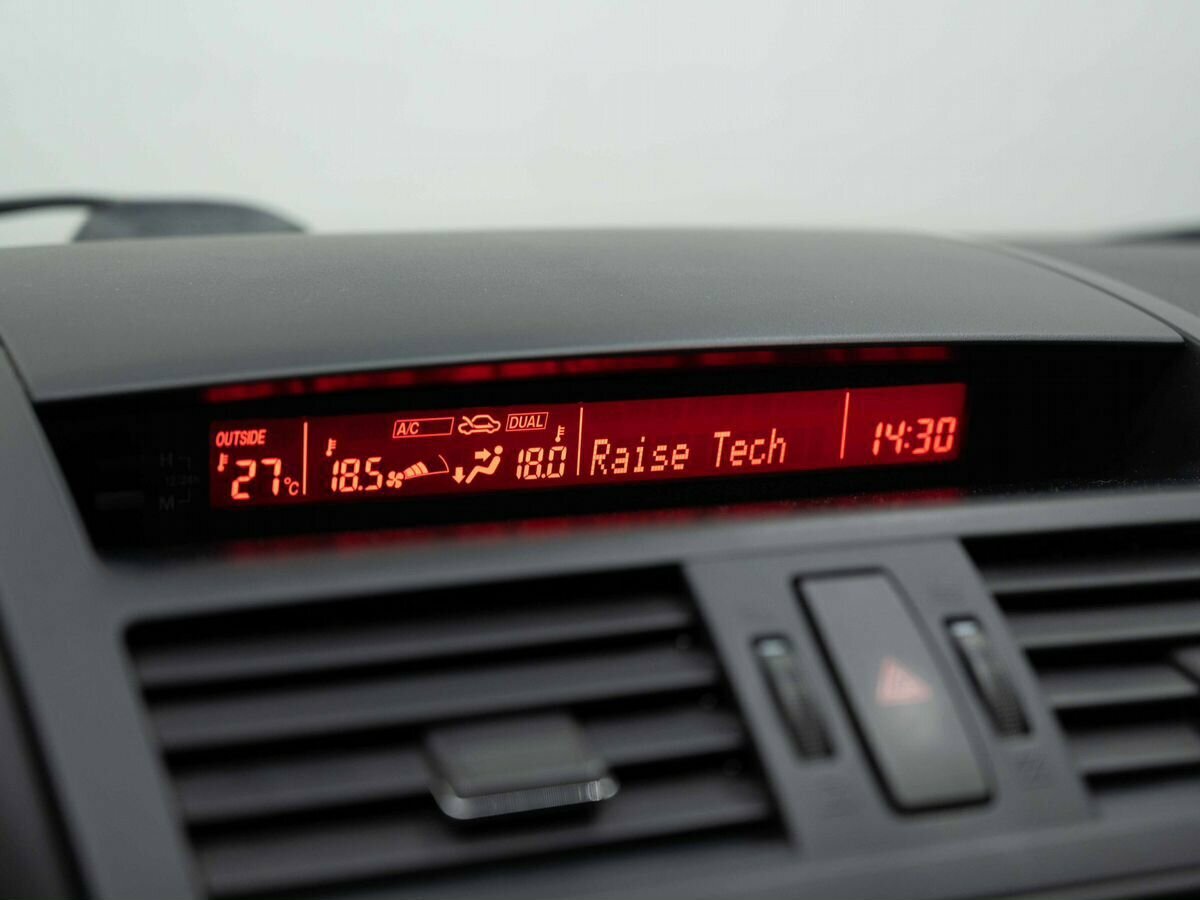 OUTSIDE
27°C
A/C DUAL
18.5 18.0
Raise Tech
14:30
H
M